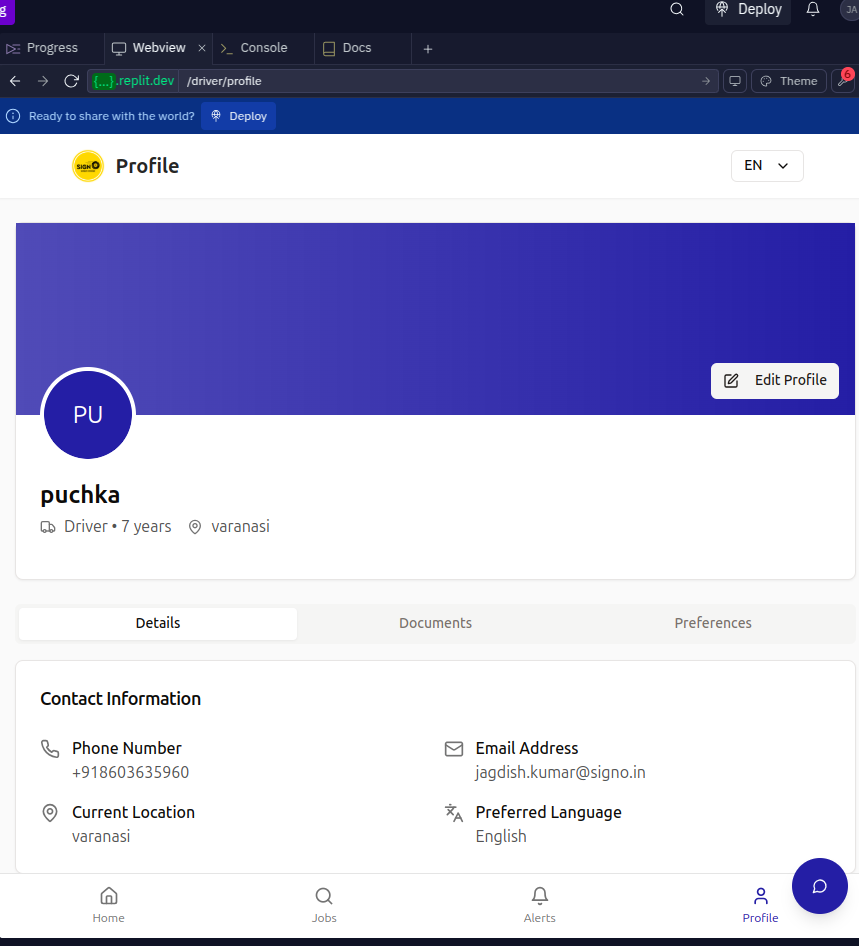 g
Deploy
JA
Progress
Webview
Console
Docs
{...}.replit.dev
/driver/profile
Theme
6
Ready to share with the world?
Deploy
SIGN
Profile
EN
Edit Profile
PU
puchka
Driver • 7 years
varanasi
Details
Documents
Preferences
Contact Information
Phone Number
Email Address
+918603635960
jagdish.kumar@signo.in
Current Location
Preferred Language
varanasi
English
Home
Jobs
Alerts
Profile